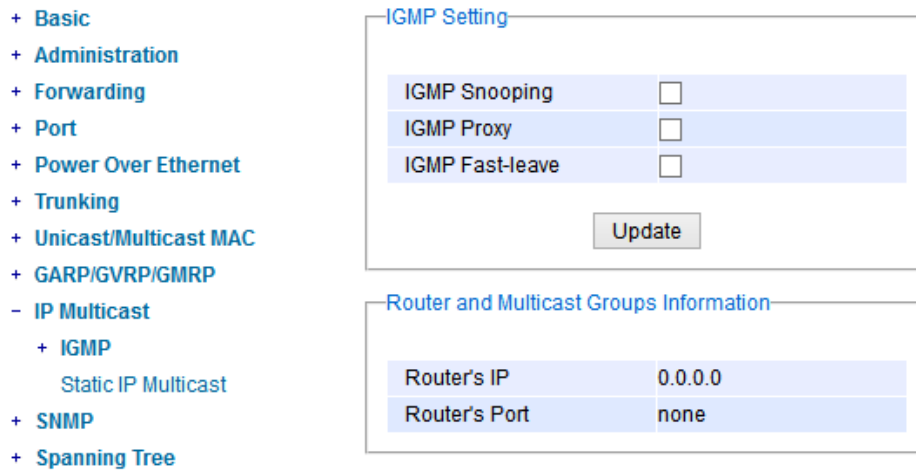 + Basic
+ Administration
+ Forwarding
+ Port
+ Power Over Ethernet
+ Trunking
+ Unicast/Multicast MAC
+ GARP/GVRP/GMRP
− IP Multicast
+ IGMP
Static IP Multicast
+ SNMP
+ Spanning Tree
IGMP Setting
IGMP Snooping
IGMP Proxy
IGMP Fast-leave
Update
Router and Multicast Groups Information
Router's IP 0.0.0.0
Router's Port none